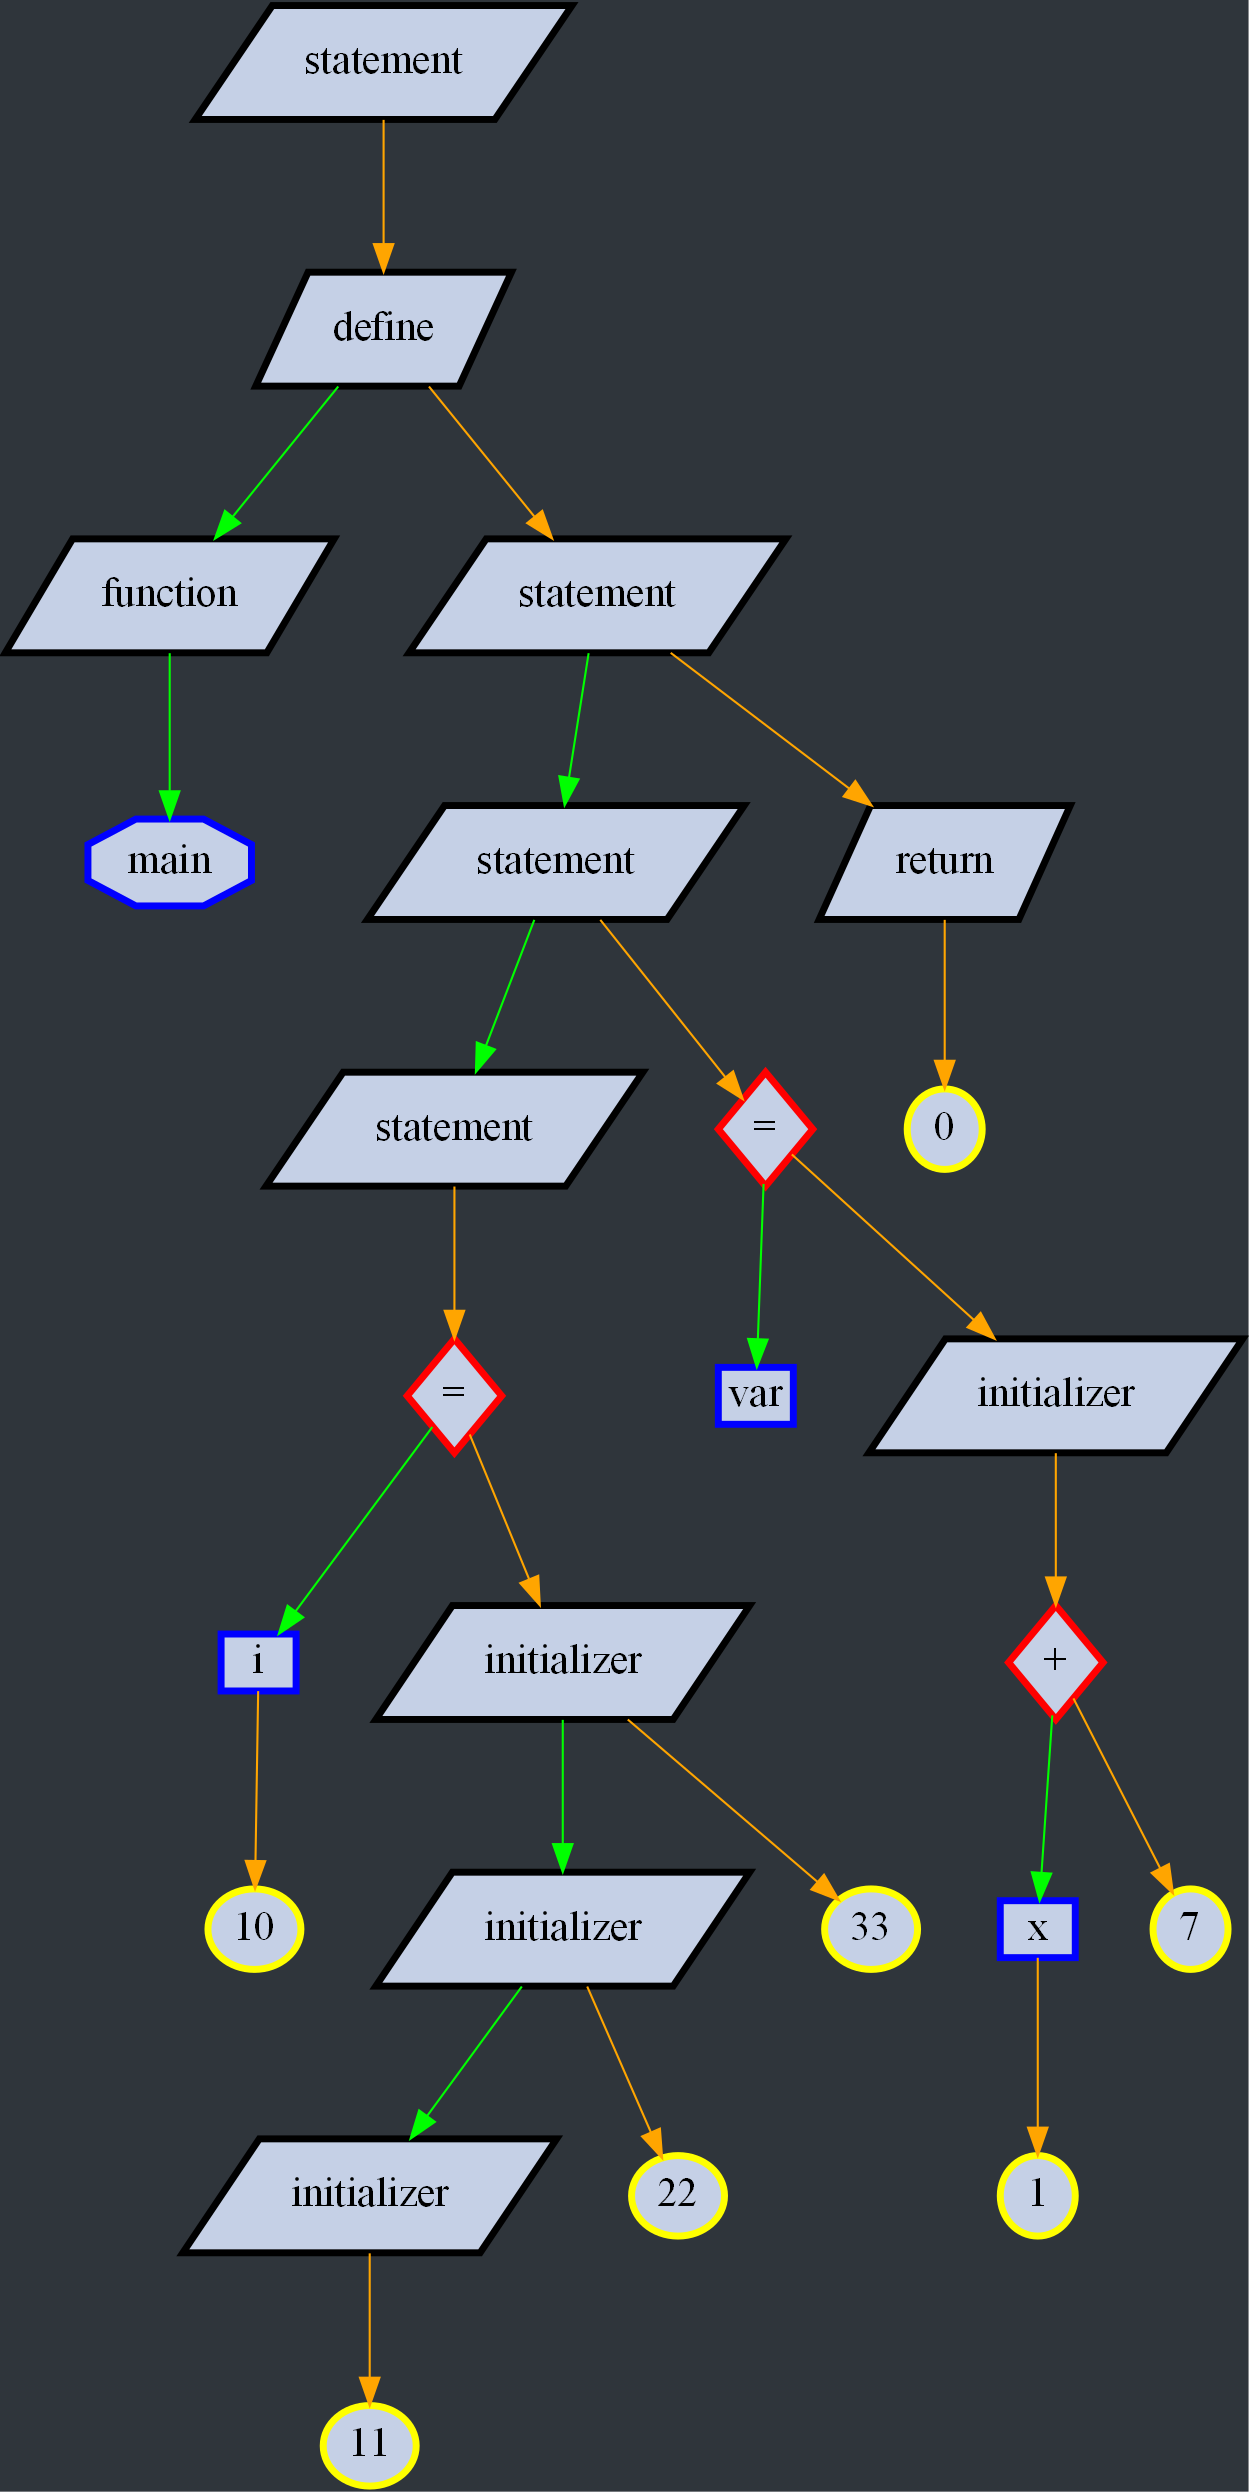 statement
define
function
statement
main
statement
return
statement
=
0
=
var
initializer
i
initializer
+
10
initializer
33
x
7
initializer
22
1
11